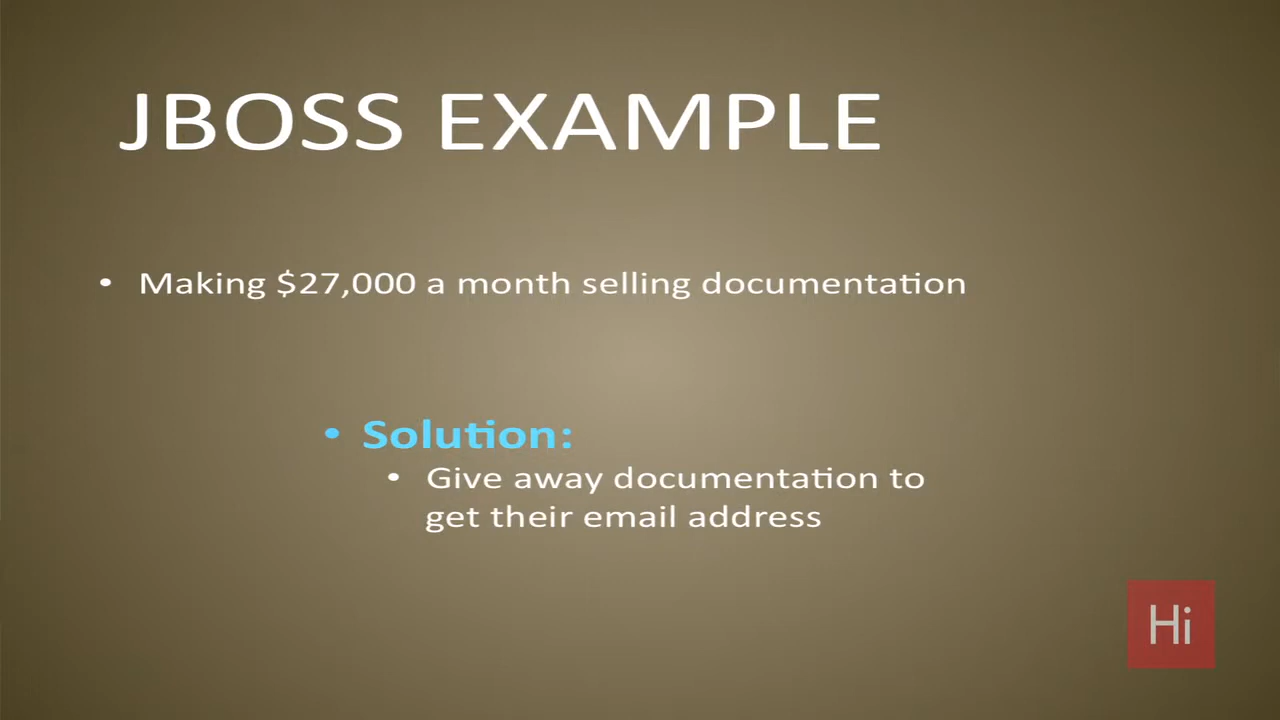 JBOSS EXAMPLE
• Making $27,000 a month selling documentation
• Solution:
• Give away documentation to
get their email address
Hi